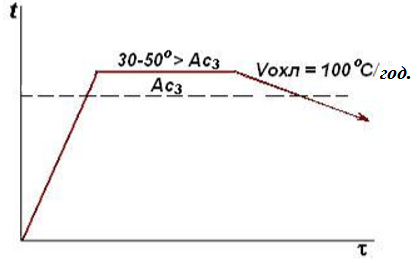 t
30-50° > Ac₃
Vохл = 100°C/год.
Ac₃
τ